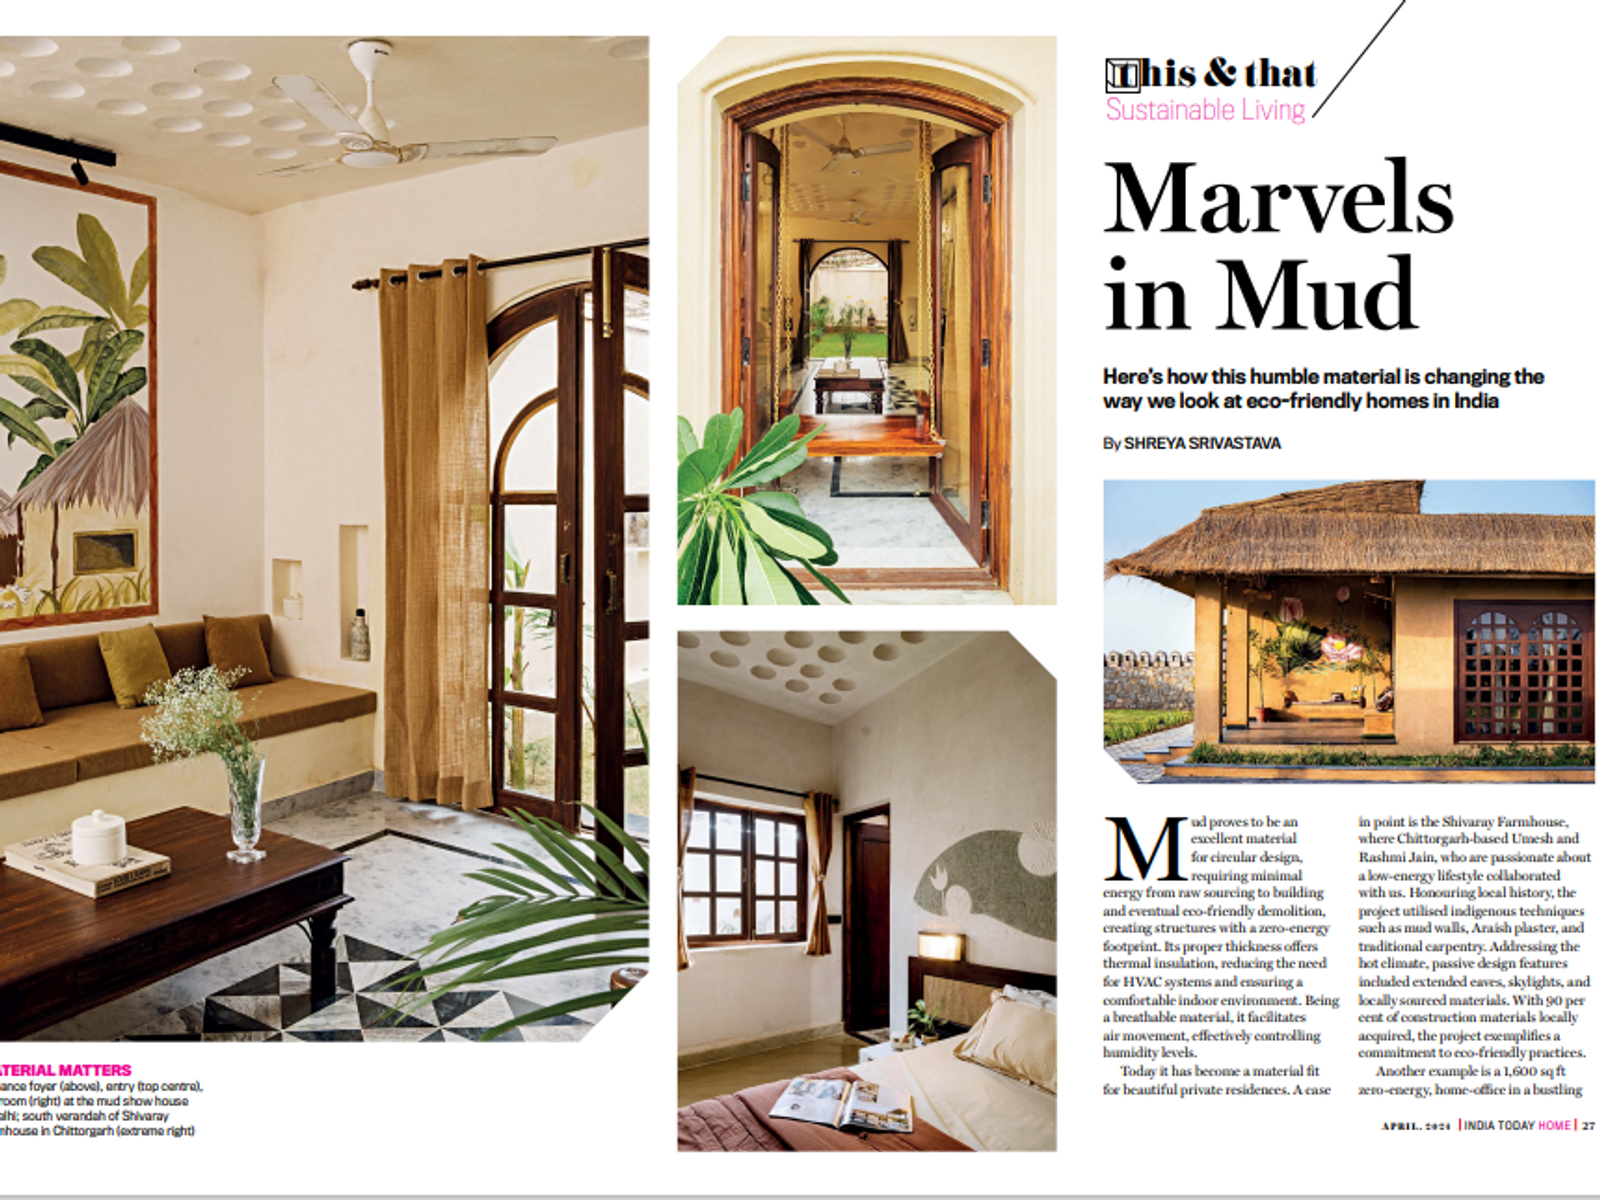 This & that
Sustainable Living
Marvels
in Mud
Here's how this humble material is changing the
way we look at eco-friendly homes in India
By SHREYA SRIVASTAVA
Mud proves to be an
excellent material
for circular design,
requiring minimal
energy from raw sourcing to building
and eventual eco-friendly demolition,
creating structures with a zero-energy
footprint. Its proper thickness offers
thermal insulation, reducing the need
for HVAC systems and ensuring a
comfortable indoor environment. Being
a breathable material, it facilitates
air movement, effectively controlling
humidity levels.
Today it has become a material fit
for beautiful private residences. A case
in point is the Shivaray Farmhouse,
where Chittorgarh-based Umesh and
Rashmi Jain, who are passionate about
a low-energy lifestyle collaborated
with us. Honouring local history, the
project utilised indigenous techniques
such as mud walls, Araish plaster, and
traditional carpentry. Addressing the
hot climate, passive design features
included extended eaves, skylights, and
locally sourced materials. With 90 per
cent of construction materials locally
acquired, the project exemplifies a
commitment to eco-friendly practices.
Another example is a 1,600 sq ft
zero-energy, home-office in a bustling
ATERIAL MATTERS
ance foyer (above), entry (top centre),
room (right) at the mud show house
elhi; south verandah of Shivaray
mhouse in Chittorgarh (extreme right)
APRIL, 2024 | INDIA TODAY HOME | 27